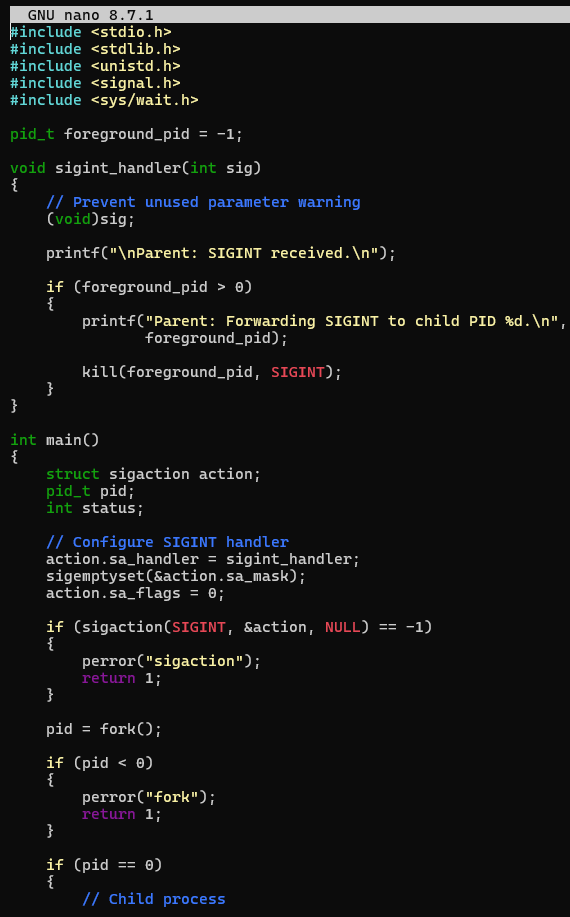 GNU nano 8.7.1
#include <stdio.h>
#include <stdlib.h>
#include <unistd.h>
#include <signal.h>
#include <sys/wait.h>

pid_t foreground_pid = -1;

void sigint_handler(int sig)
{
    // Prevent unused parameter warning
    (void)sig;

    printf("\nParent: SIGINT received.\n");

    if (foreground_pid > 0)
    {
        printf("Parent: Forwarding SIGINT to child PID %d.\n",
               foreground_pid);

        kill(foreground_pid, SIGINT);
    }
}

int main()
{
    struct sigaction action;
    pid_t pid;
    int status;

    // Configure SIGINT handler
    action.sa_handler = sigint_handler;
    sigemptyset(&action.sa_mask);
    action.sa_flags = 0;

    if (sigaction(SIGINT, &action, NULL) == -1)
    {
        perror("sigaction");
        return 1;
    }

    pid = fork();

    if (pid < 0)
    {
        perror("fork");
        return 1;
    }

    if (pid == 0)
    {
        // Child process